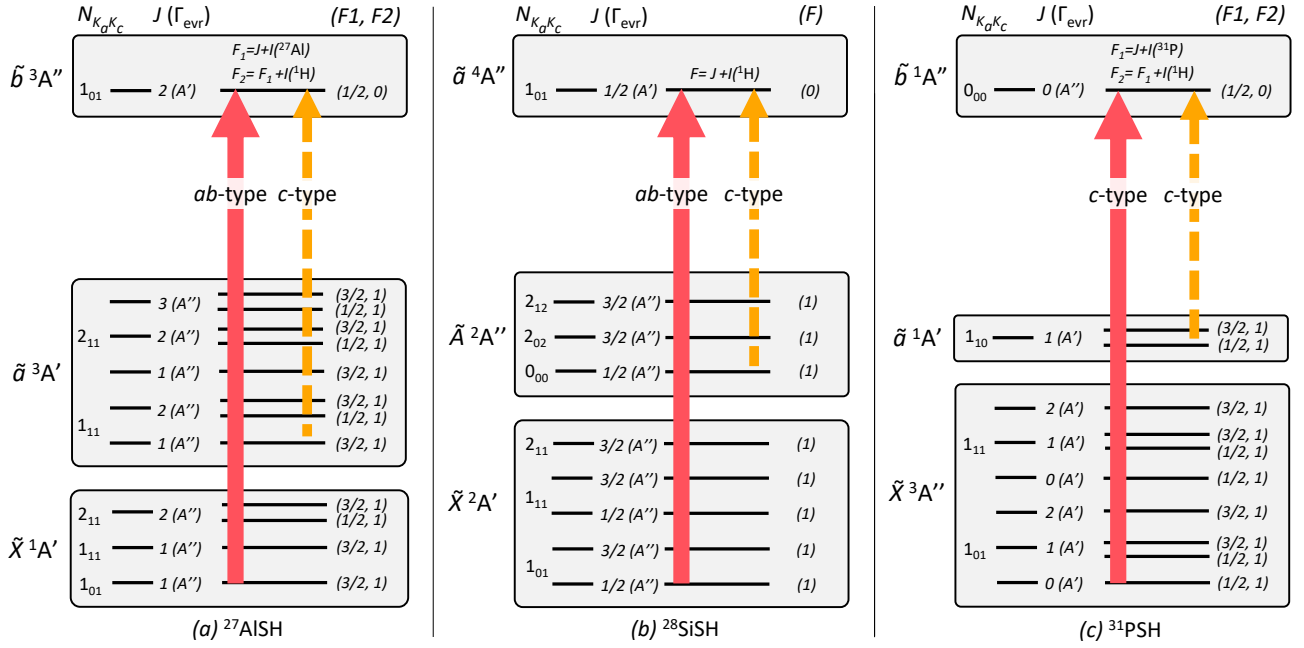 N_{K_aK_c} J (Γ_evr) (F1, F2)
b̃ ³A''
F₁=J+I(²⁷Al)
F₂= F₁ +I(¹H)
1₀₁ 2 (A') (1/2, 0)
ab-type c-type
ã ³A'
3 (A'') (3/2, 1)
(1/2, 1)
2₁₁ 2 (A'') (3/2, 1)
(1/2, 1)
1 (A'') (3/2, 1)
1₁₁ 2 (A'') (3/2, 1)
(1/2, 1)
1 (A'') (3/2, 1)
X̃ ¹A'
2₁₁ 2 (A'') (3/2, 1)
(1/2, 1)
1₁₁ 1 (A'') (3/2, 1)
1₀₁ 1 (A'') (3/2, 1)
(a) ²⁷AlSH
N_{K_aK_c} J (Γ_evr) (F)
ã ⁴A''
F= J+I(¹H)
1₀₁ 1/2 (A') (0)
ab-type c-type
Ã ²A''
2₁₂ 3/2 (A'') (1)
2₀₂ 3/2 (A'') (1)
0₀₀ 1/2 (A'') (1)
X̃ ²A'
2₁₁ 3/2 (A'') (1)
1₁₁ 3/2 (A'') (1)
1/2 (A'') (1)
1₀₁ 3/2 (A'') (1)
1/2 (A'') (1)
(b) ²⁸SiSH
N_{K_aK_c} J (Γ_evr) (F1, F2)
b̃ ¹A''
F₁=J+I(³¹P)
F₂= F₁ +I(¹H)
0₀₀ 0 (A'') (1/2, 0)
c-type c-type
ã ¹A'
1₁₀ 1 (A') (3/2, 1)
(1/2, 1)
X̃ ³A''
2 (A') (3/2, 1)
1₁₁ 1 (A') (3/2, 1)
(1/2, 1)
0 (A') (1/2, 1)
2 (A') (3/2, 1)
1₀₁ 1 (A') (3/2, 1)
(1/2, 1)
0 (A') (1/2, 1)
(c) ³¹PSH